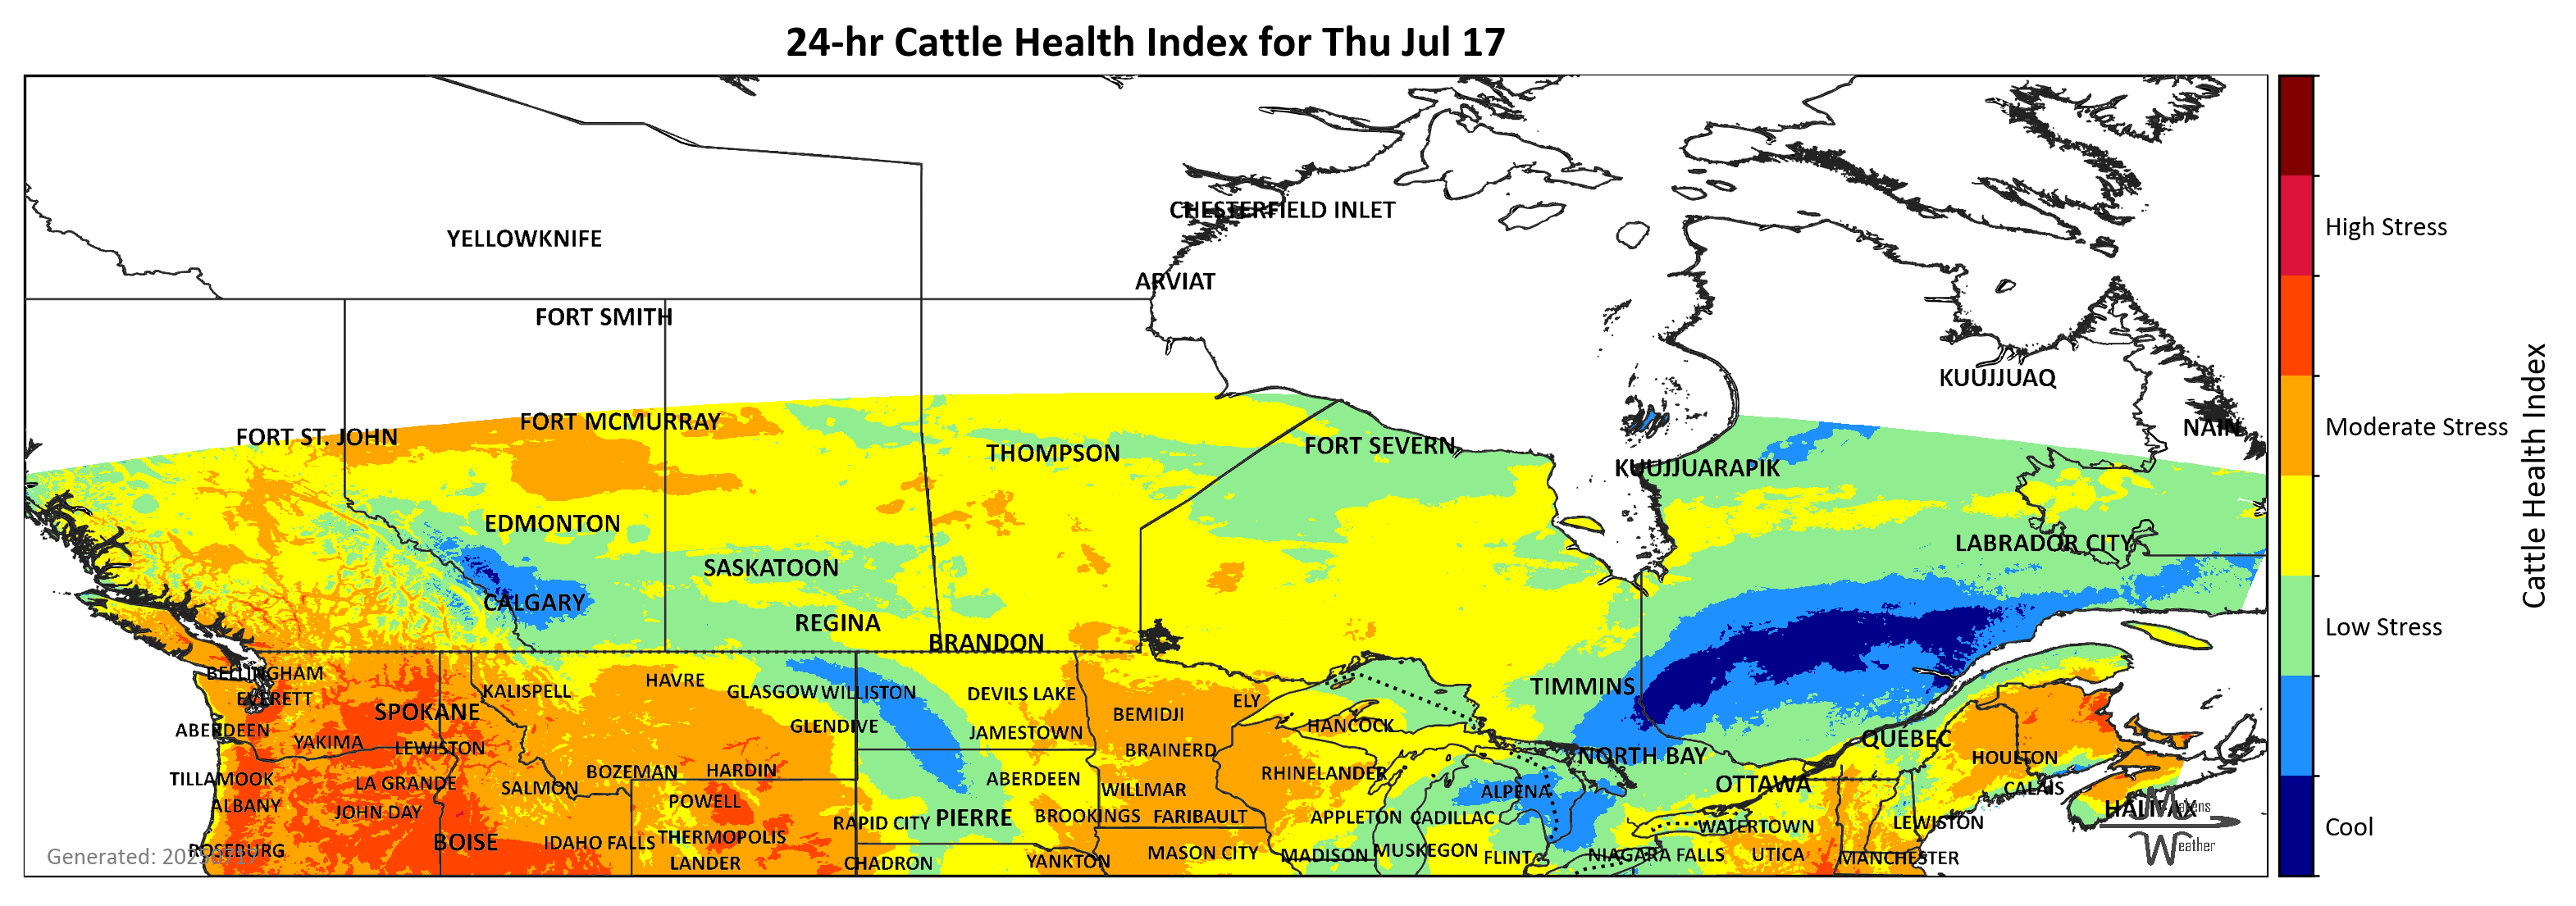 24-hr Cattle Health Index for Thu Jul 17
CHESTERFIELD INLET
High Stress
YELLOWKNIFE
ARVIAT
FORT SMITH
KUUJJUAQ
FORT MCMURRAY
NAIN
Moderate Stress
FORT ST. JOHN
FORT SEVERN
THOMPSON
KUUJJUARAPIK
Cattle Health Index
EDMONTON
LABRADOR CITY
SASKATOON
CALGARY
REGINA
Low Stress
BRANDON
BELLINGHAM
HAVRE
TIMMINS
KALISPELL
GLASGOW WILLISTON
DEVILS LAKE
EVERETT
ELY
SPOKANE
BEMIDJI
ABERDEEN
GLENDIVE
JAMESTOWN
HANCOCK
QUÉBEC
YAKIMA
LEWISTON
BRAINERD
NORTH BAY
HOULTON
TILLAMOOK
LA GRANDE
BOZEMAN
HARDIN
ABERDEEN
RHINELANDER
OTTAWA
SALMON
WILLMAR
ALPENA
CALAIS
ALBANY
JOHN DAY
POWELL
HALIFAX
RAPID CITY
PIERRE
BROOKINGS
FARIBAULT
APPLETON
CADILLAC
WATERTOWN
LEWISTON
Cool
BOISE
IDAHO FALLS
THERMOPOLIS
ROSEBURG
Weather
Generated:
LANDER
CHADRON
YANKTON
MASON CITY
MADISON
MUSKEGON
FLINT
NIAGARA FALLS
UTICA
MANCHESTER